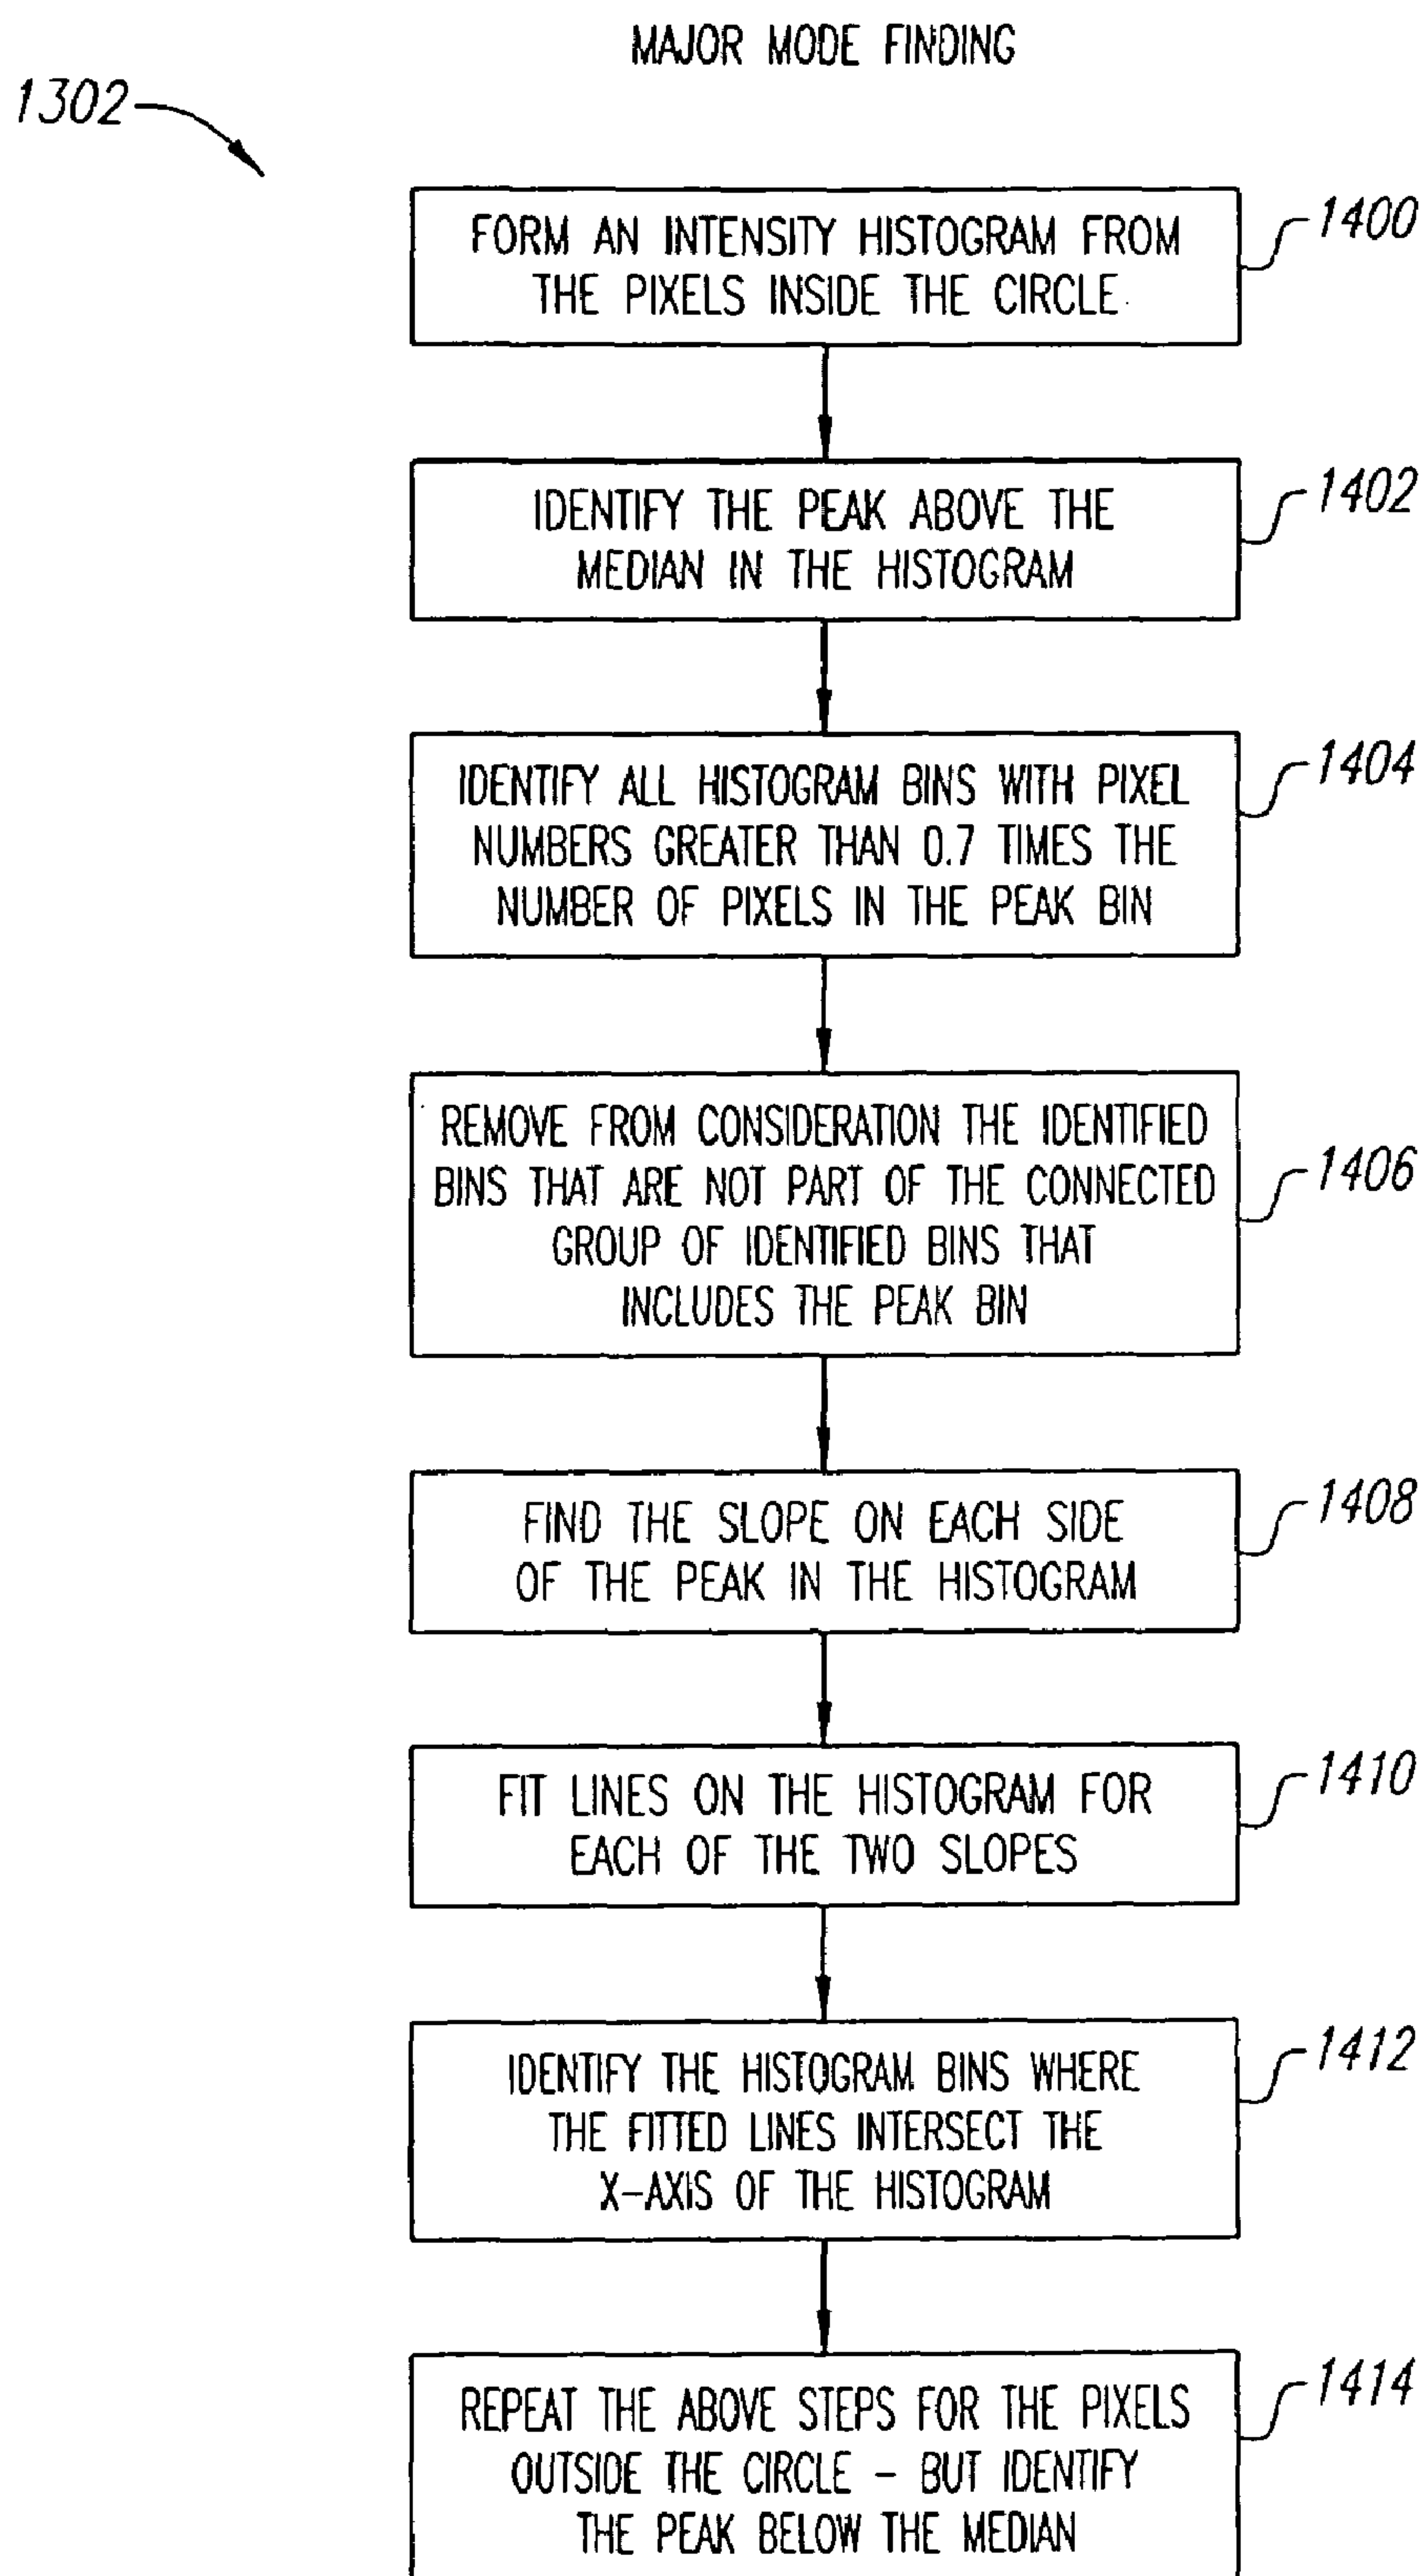 MAJOR MODE FINDING
1302
FORM AN INTENSITY HISTOGRAM FROM
THE PIXELS INSIDE THE CIRCLE
1400
IDENTIFY THE PEAK ABOVE THE
MEDIAN IN THE HISTOGRAM
1402
IDENTIFY ALL HISTOGRAM BINS WITH PIXEL
NUMBERS GREATER THAN 0.7 TIMES THE
NUMBER OF PIXELS IN THE PEAK BIN
1404
REMOVE FROM CONSIDERATION THE IDENTIFIED
BINS THAT ARE NOT PART OF THE CONNECTED
GROUP OF IDENTIFIED BINS THAT
INCLUDES THE PEAK BIN
1406
FIND THE SLOPE ON EACH SIDE
OF THE PEAK IN THE HISTOGRAM
1408
FIT LINES ON THE HISTOGRAM FOR
EACH OF THE TWO SLOPES
1410
IDENTIFY THE HISTOGRAM BINS WHERE
THE FITTED LINES INTERSECT THE
X-AXIS OF THE HISTOGRAM
1412
REPEAT THE ABOVE STEPS FOR THE PIXELS
OUTSIDE THE CIRCLE - BUT IDENTIFY
THE PEAK BELOW THE MEDIAN
1414